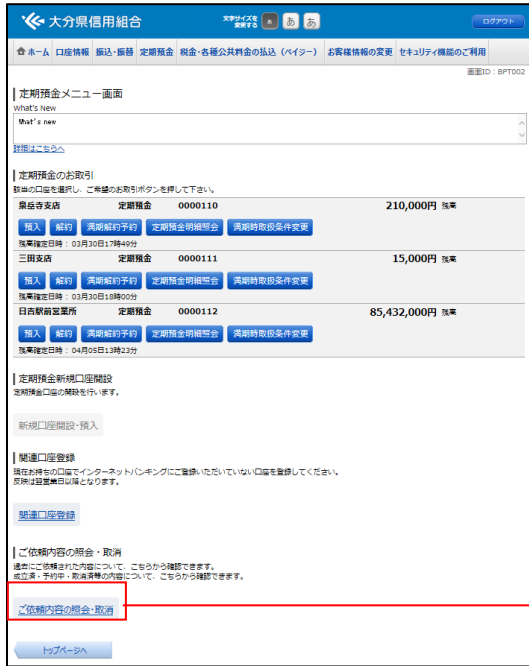 大分県信用組合 文字サイズを変更する あ あ あ ログアウト
ホーム 口座情報 振込・振替 定期預金 税金・各種公共料金の払込（ペイジー） お客様情報の変更 セキュリティ機能のご利用
画面ID：BPT002
定期預金メニュー画面
What's New
What's new
詳細はこちらへ
定期預金のお取引
該当の口座を選択し、ご希望のお取引ボタンを押して下さい。
泉岳寺支店 定期預金 0000110 210,000円 残高
預入 解約 満期解約予約 定期預金明細照会 満期時取扱条件変更
残高確定日時：03月30日17時49分
三田支店 定期預金 0000111 15,000円 残高
預入 解約 満期解約予約 定期預金明細照会 満期時取扱条件変更
残高確定日時：03月30日18時00分
日吉駅前営業所 定期預金 0000112 85,432,000円 残高
預入 解約 満期解約予約 定期預金明細照会 満期時取扱条件変更
残高確定日時：04月05日13時23分
定期預金新規口座開設
定期預金口座の開設を行います。
新規口座開設・預入
関連口座登録
現在お持ちの口座でインターネットバンキングにご登録いただいていない口座を登録してください。
反映は翌営業日以降となります。
関連口座登録
ご依頼内容の照会・取消
過去にご依頼された内容について、こちらから確認できます。
成立済・予約中・取消済等の内容について、こちらから確認できます。
ご依頼内容の照会・取消
トップページへ